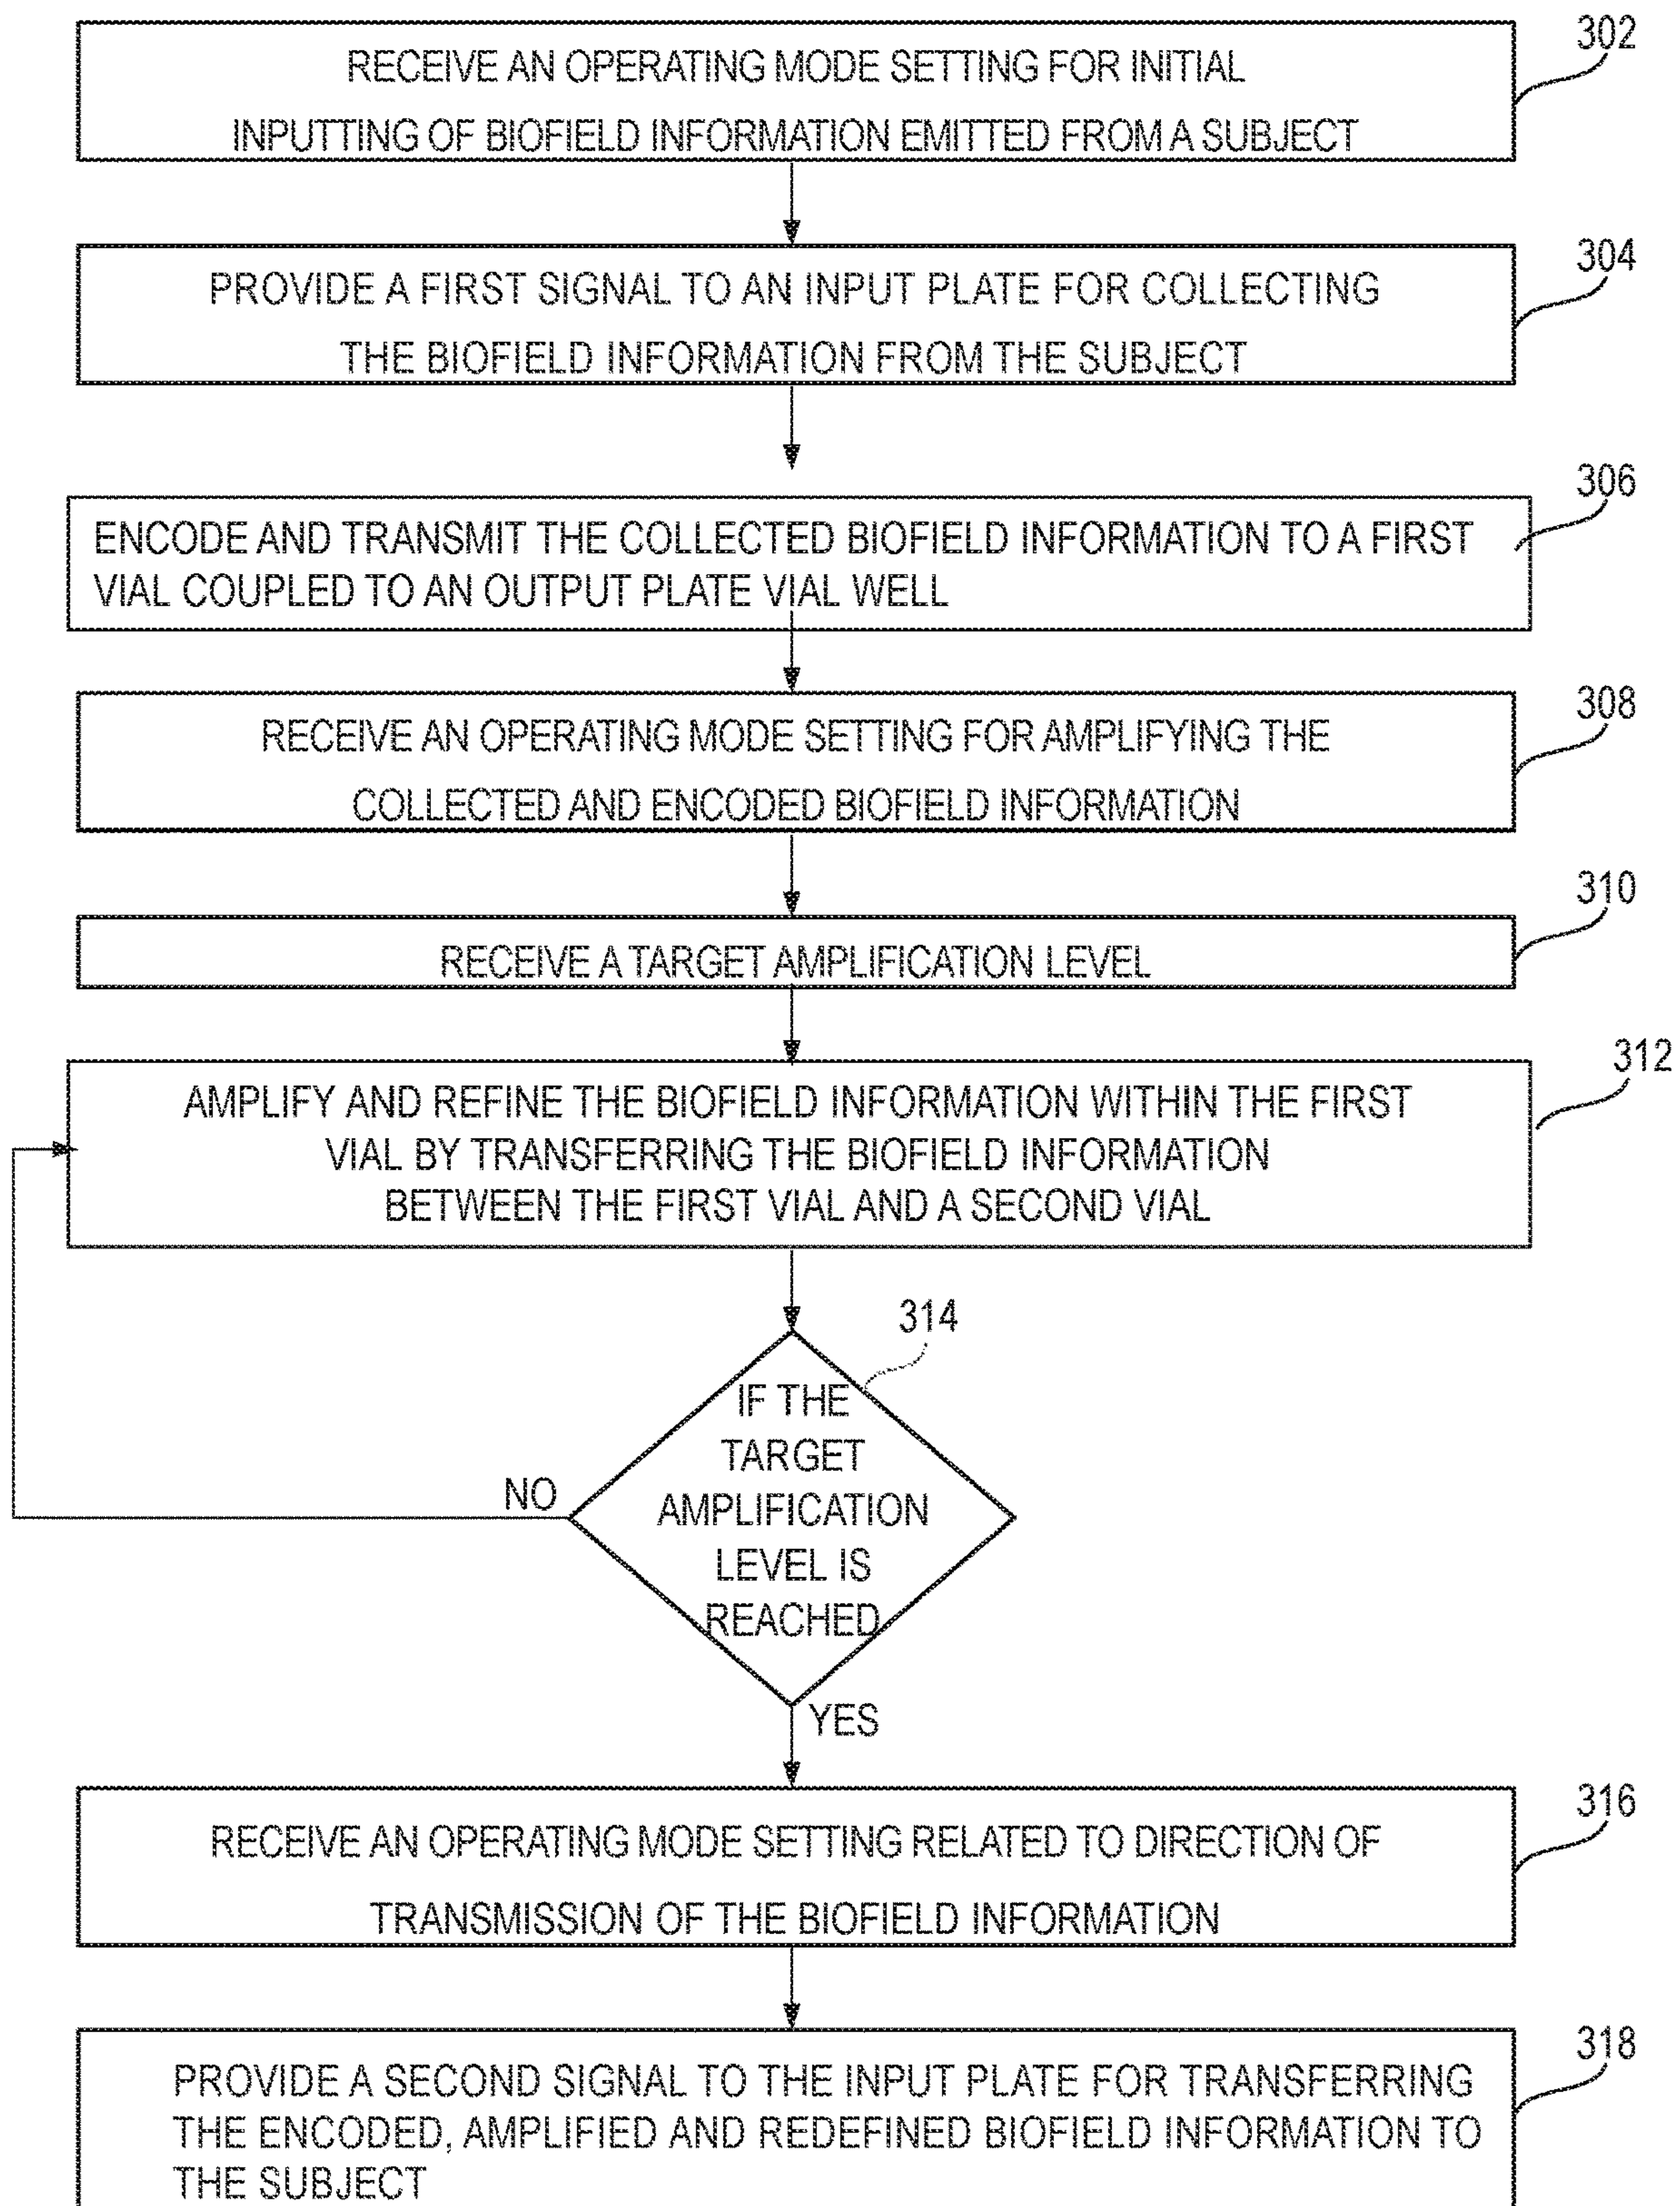 302
RECEIVE AN OPERATING MODE SETTING FOR INITIAL
INPUTTING OF BIOFIELD INFORMATION EMITTED FROM A SUBJECT
304
PROVIDE A FIRST SIGNAL TO AN INPUT PLATE FOR COLLECTING
THE BIOFIELD INFORMATION FROM THE SUBJECT
306
ENCODE AND TRANSMIT THE COLLECTED BIOFIELD INFORMATION TO A FIRST
VIAL COUPLED TO AN OUTPUT PLATE VIAL WELL
308
RECEIVE AN OPERATING MODE SETTING FOR AMPLIFYING THE
COLLECTED AND ENCODED BIOFIELD INFORMATION
310
RECEIVE A TARGET AMPLIFICATION LEVEL
312
AMPLIFY AND REFINE THE BIOFIELD INFORMATION WITHIN THE FIRST
VIAL BY TRANSFERRING THE BIOFIELD INFORMATION
BETWEEN THE FIRST VIAL AND A SECOND VIAL
314
IF THE
TARGET
AMPLIFICATION
LEVEL IS
REACHED
NO
YES
316
RECEIVE AN OPERATING MODE SETTING RELATED TO DIRECTION OF
TRANSMISSION OF THE BIOFIELD INFORMATION
318
PROVIDE A SECOND SIGNAL TO THE INPUT PLATE FOR TRANSFERRING
THE ENCODED, AMPLIFIED AND REDEFINED BIOFIELD INFORMATION TO
THE SUBJECT